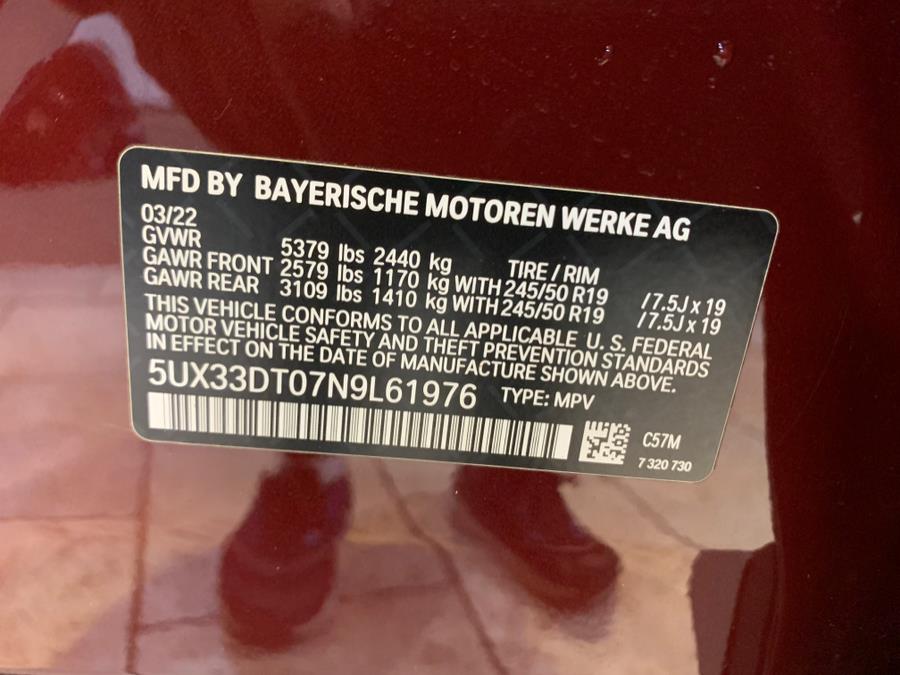 MFD BY BAYERISCHE MOTOREN WERKE AG
03/22
GVWR 5379 lbs 2440 kg TIRE / RIM
GAWR FRONT 2579 lbs 1170 kg WITH 245/50 R19 / 7.5J x 19
GAWR REAR 3109 lbs 1410 kg WITH 245/50 R19 / 7.5J x 19
THIS VEHICLE CONFORMS TO ALL APPLICABLE U. S. FEDERAL
MOTOR VEHICLE SAFETY AND THEFT PREVENTION STANDARDS
IN EFFECT ON THE DATE OF MANUFACTURE SHOWN ABOVE.
5UX33DT07N9L61976 TYPE: MPV
C57M
7 320 730